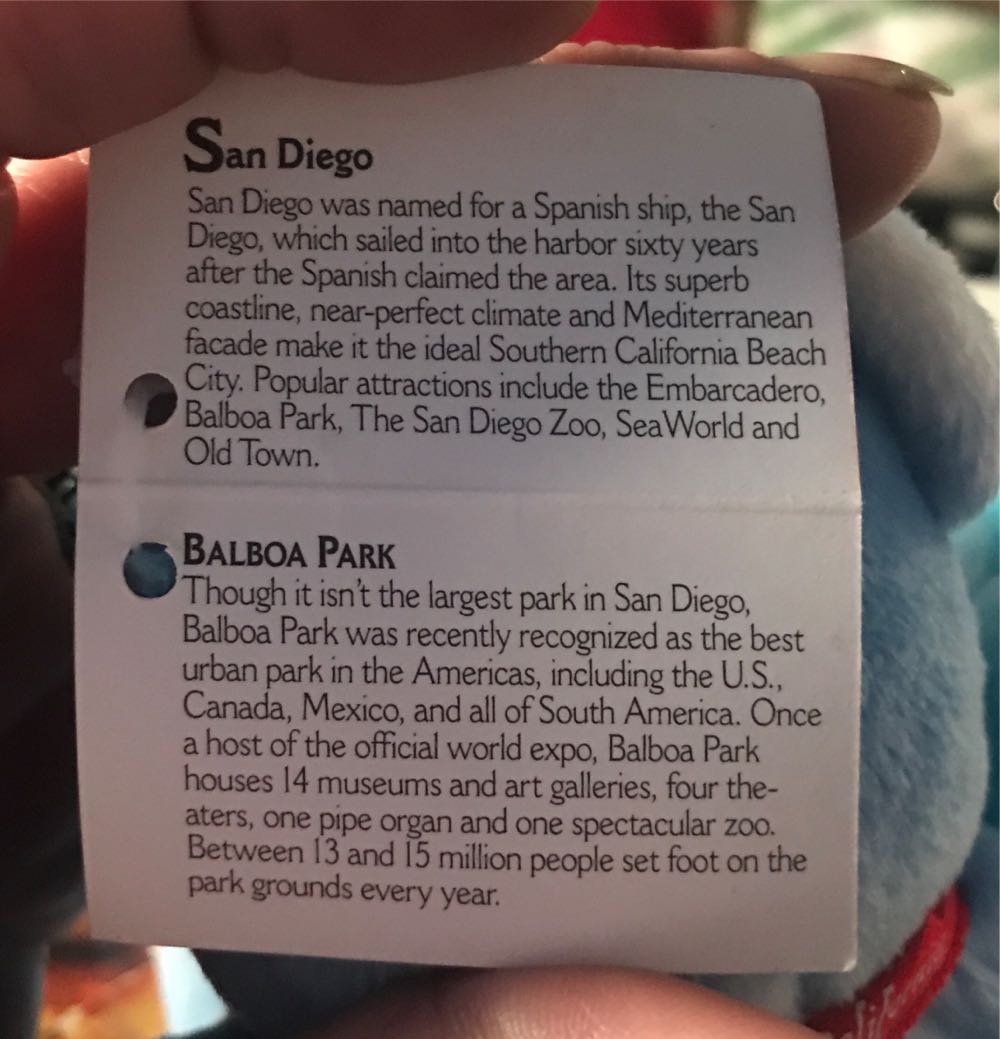 San Diego
San Diego was named for a Spanish ship, the San
Diego, which sailed into the harbor sixty years
after the Spanish claimed the area. Its superb
coastline, near-perfect climate and Mediterranean
facade make it the ideal Southern California Beach
City. Popular attractions include the Embarcadero,
Balboa Park, The San Diego Zoo, SeaWorld and
Old Town.
BALBOA PARK
Though it isn't the largest park in San Diego,
Balboa Park was recently recognized as the best
urban park in the Americas, including the U.S.,
Canada, Mexico, and all of South America. Once
a host of the official world expo, Balboa Park
houses 14 museums and art galleries, four the-
aters, one pipe organ and one spectacular zoo.
Between 13 and 15 million people set foot on the
park grounds every year.